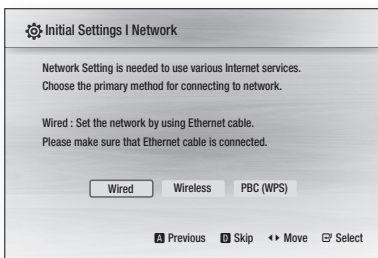 Initial Settings I Network
Network Setting is needed to use various Internet services.
Choose the primary method for connecting to network.
Wired : Set the network by using Ethernet cable.
Please make sure that Ethernet cable is connected.
Wired Wireless PBC (WPS)
A Previous D Skip Move Select